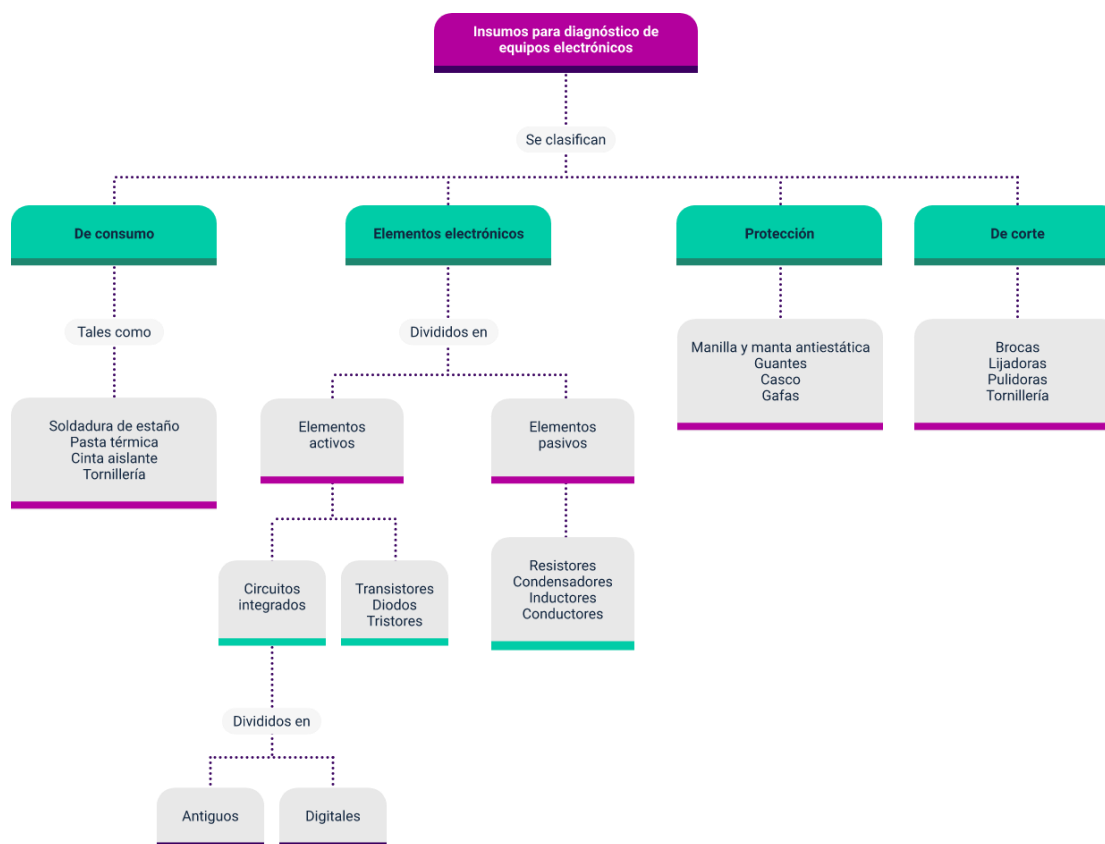 Insumos para diagnóstico de
equipos electrónicos
Se clasifican
De consumo
Elementos electrónicos
Protección
De corte
Tales como
Divididos en
Manilla y manta antiestática
Guantes
Casco
Gafas
Brocas
Lijadoras
Pulidoras
Tornillería
Soldadura de estaño
Pasta térmica
Cinta aislante
Tornillería
Elementos
activos
Elementos
pasivos
Circuitos
integrados
Transistores
Diodos
Tristores
Resistores
Condensadores
Inductores
Conductores
Divididos en
Antiguos
Digitales